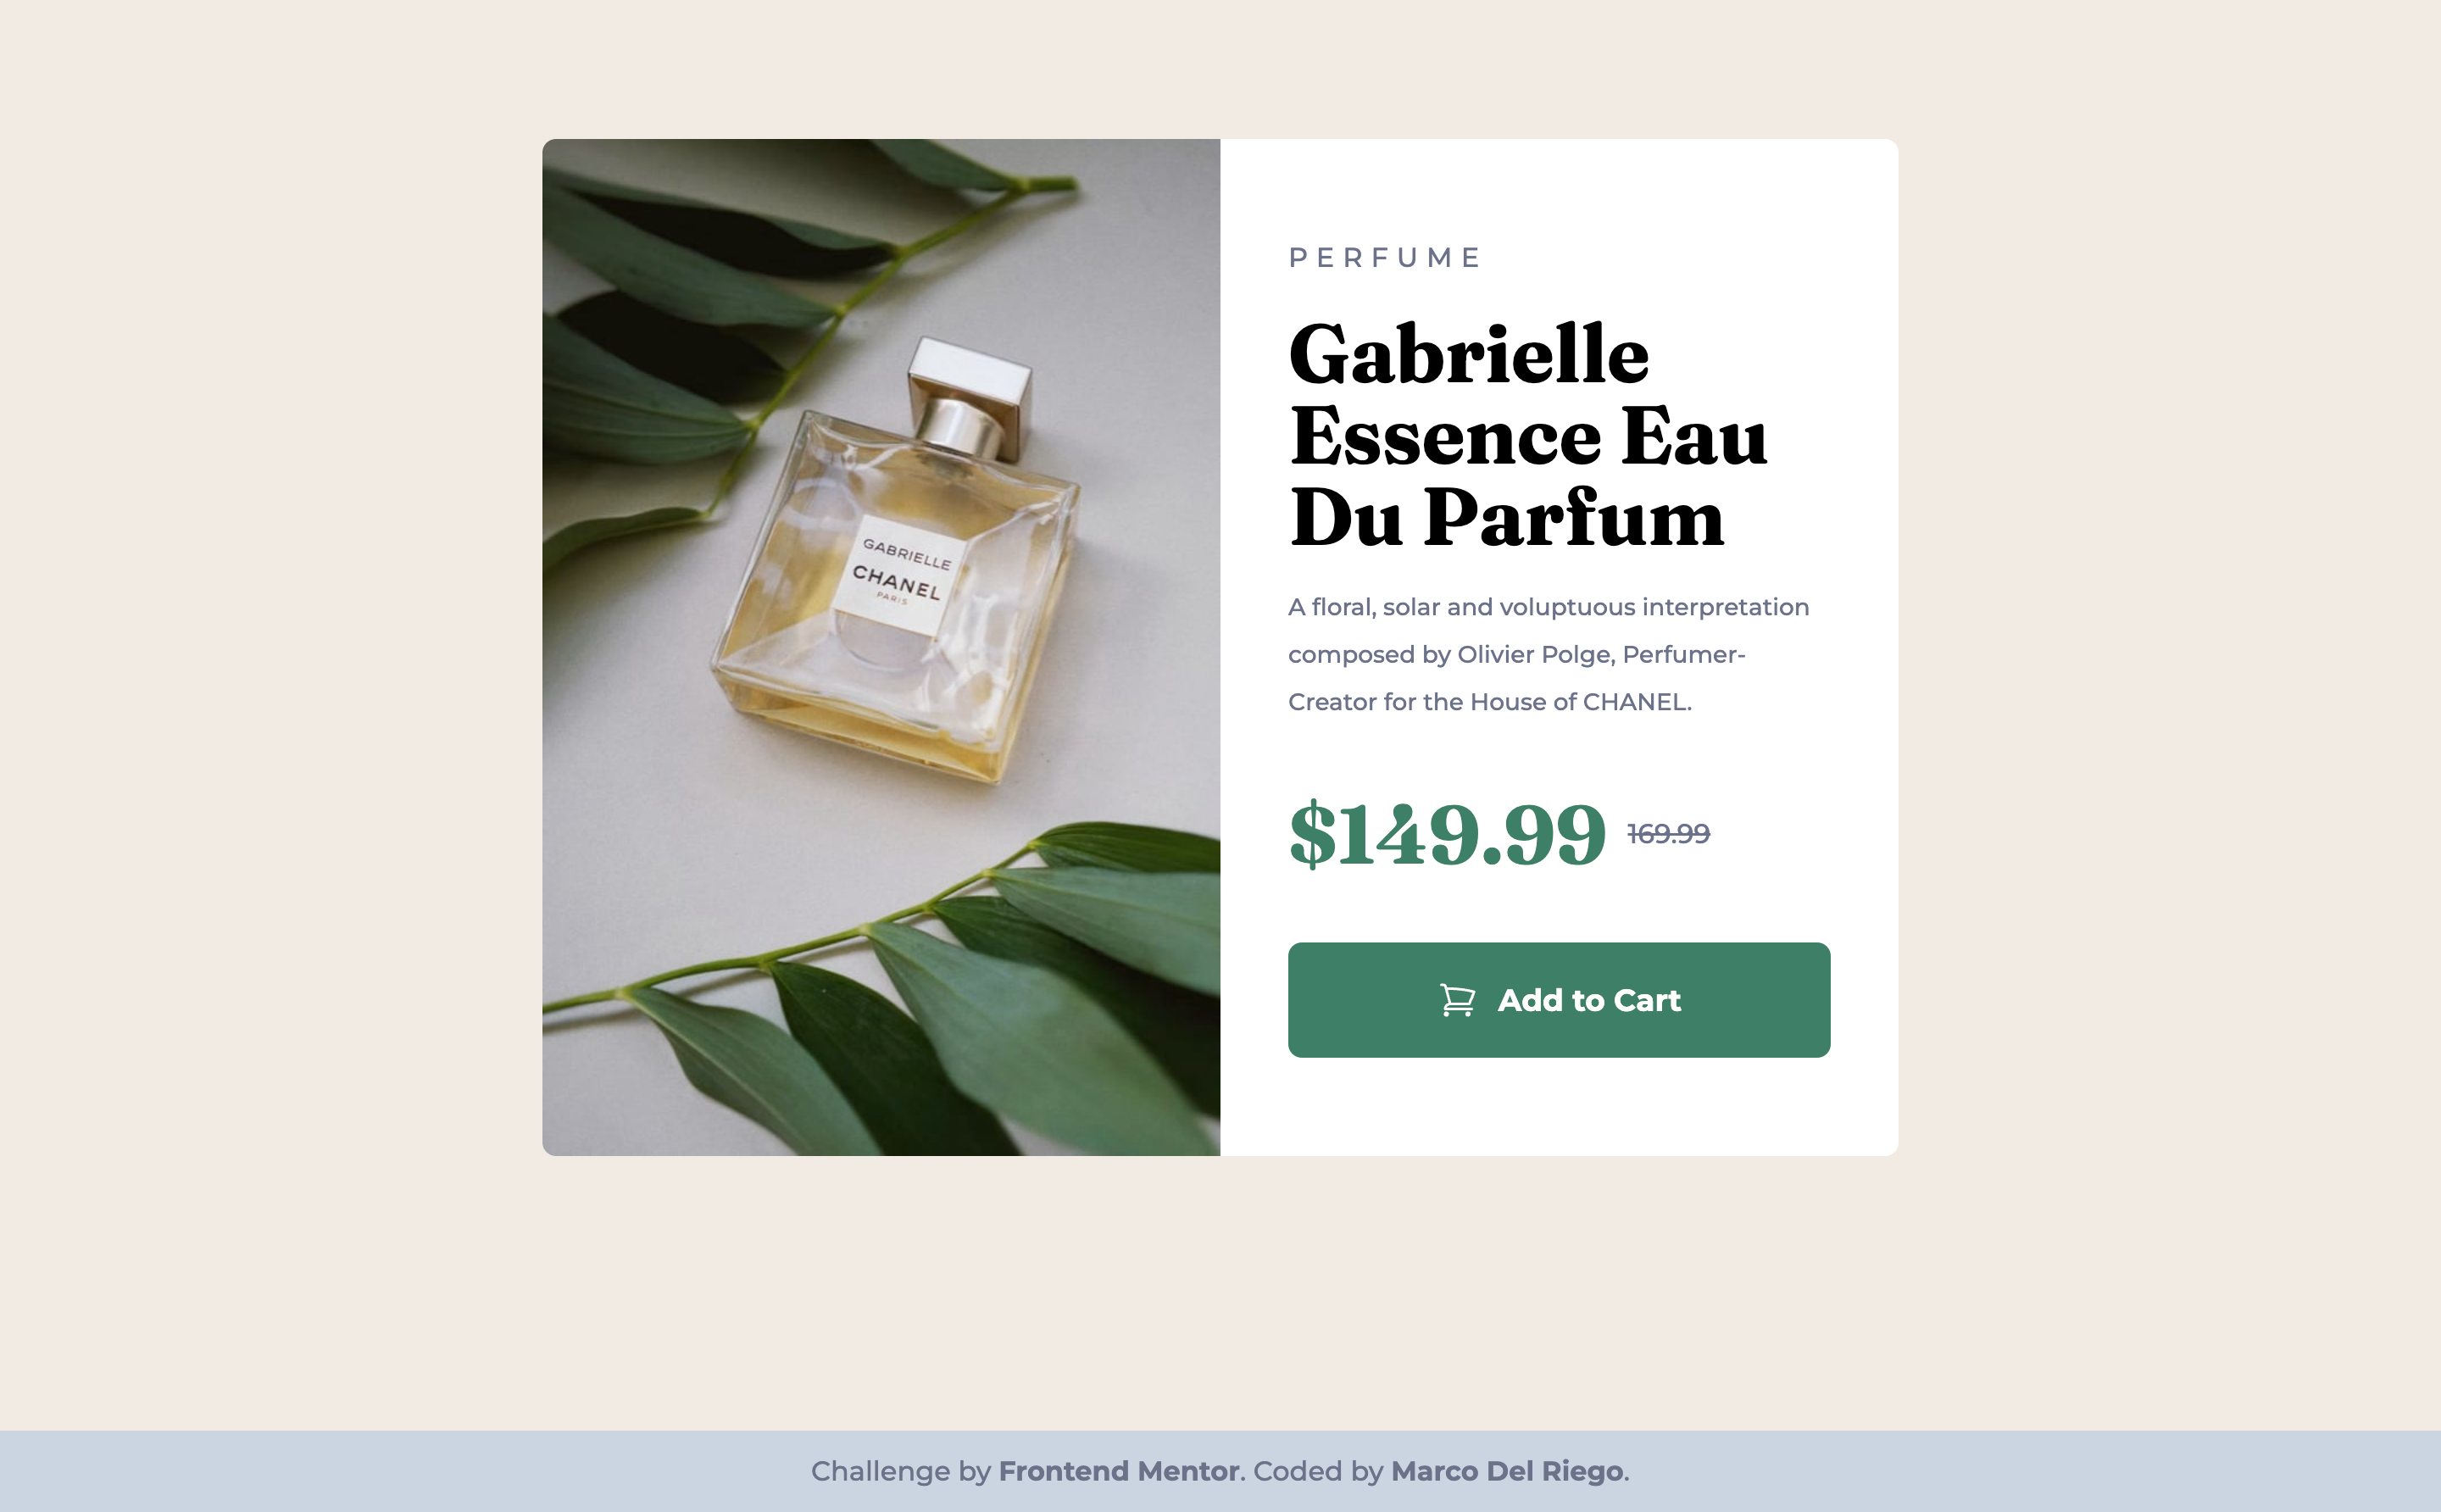 GABRIELLE
CHANEL
PARIS
PERFUME
Gabrielle
Essence Eau
Du Parfum
A floral, solar and voluptuous interpretation
composed by Olivier Polge, Perfumer-
Creator for the House of CHANEL.
$149.99 169.99
Add to Cart
Challenge by Frontend Mentor. Coded by Marco Del Riego.